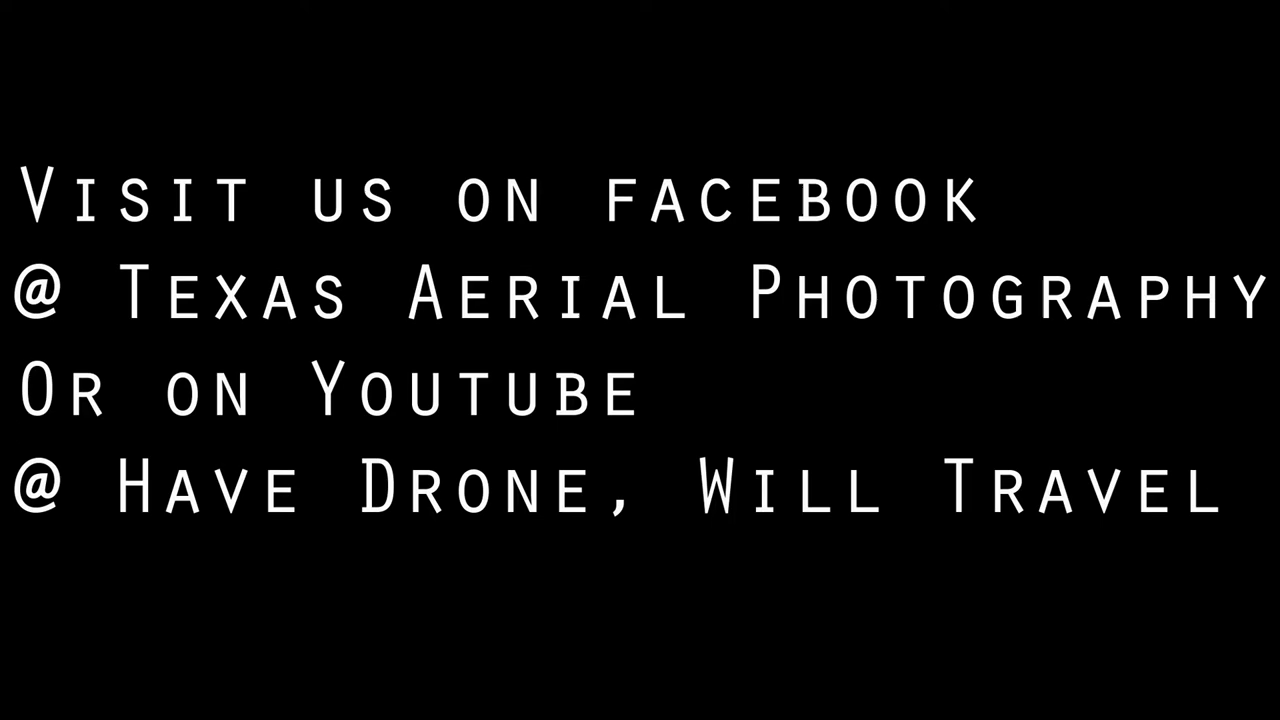 Visit us on facebook
@ Texas Aerial Photography
Or on Youtube
@ Have Drone, Will Travel